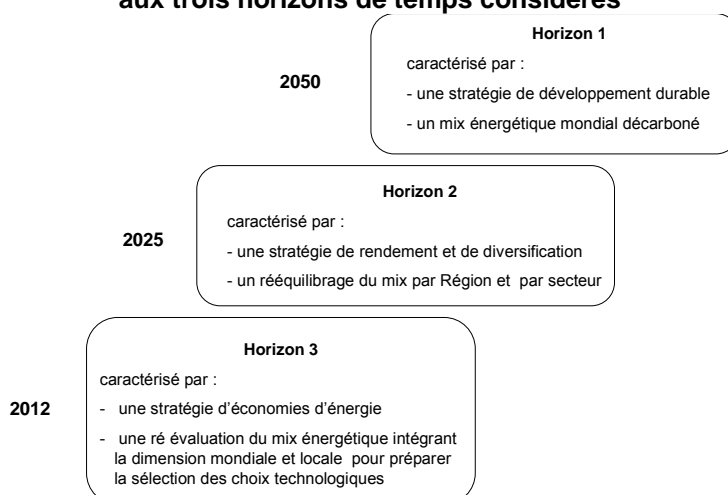 aux trois horizons de temps considérés
Horizon 1
caractérisé par :
2050
- une stratégie de développement durable
- un mix énergétique mondial décarboné
Horizon 2
caractérisé par :
2025
- une stratégie de rendement et de diversification
- un rééquilibrage du mix par Région et par secteur
Horizon 3
caractérisé par :
2012
- une stratégie d'économies d'énergie
- une ré évaluation du mix énergétique intégrant
la dimension mondiale et locale pour préparer
la sélection des choix technologiques